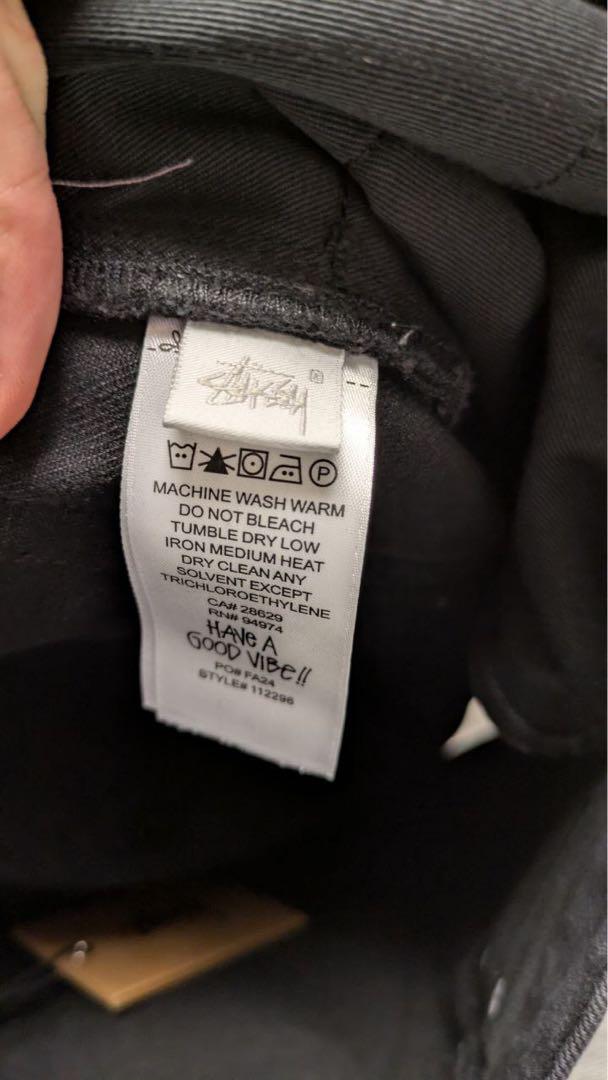 Stüssy
®
P
MACHINE WASH WARM
DO NOT BLEACH
TUMBLE DRY LOW
IRON MEDIUM HEAT
DRY CLEAN ANY
SOLVENT EXCEPT
TRICHLOROETHYLENE
CA# 28629
RN# 94974
HAVE A
GOOD VIBE!!
PO# FA24
STYLE# 112296